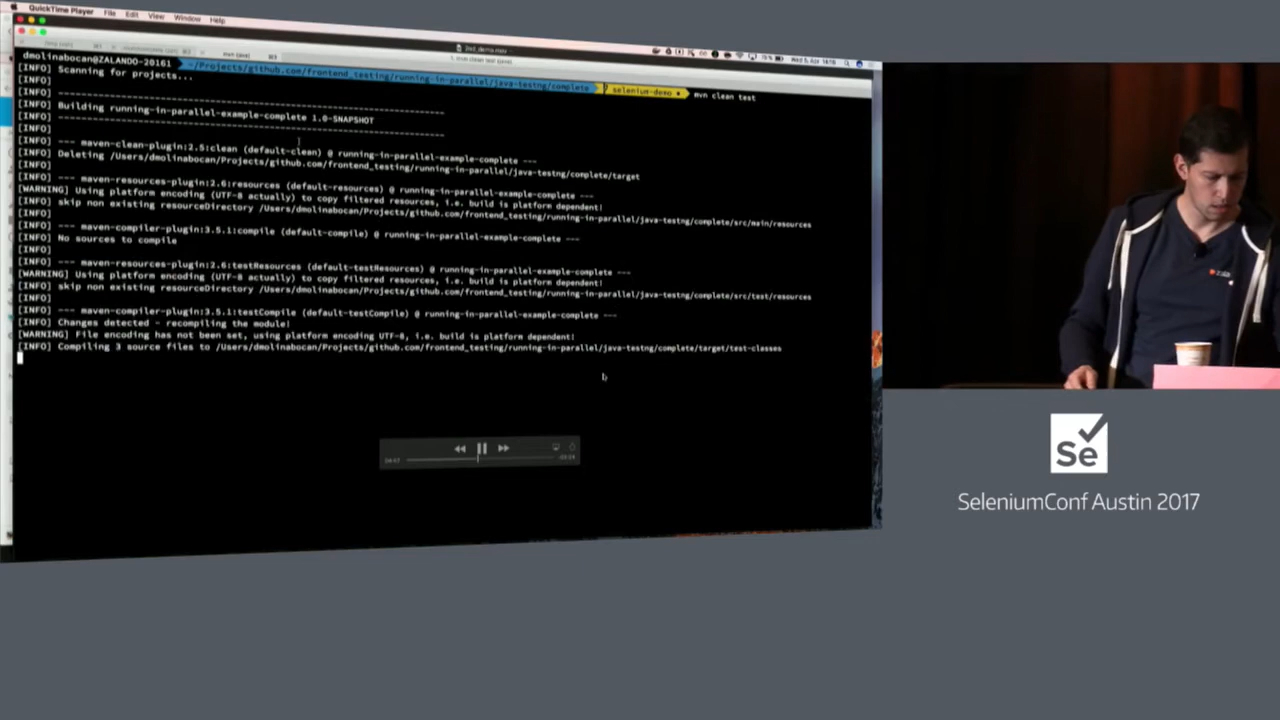 QuickTime Player File Edit View Window Help
2nd_demo.mov
1. mvn clean test (java)
dmolinabocan@ZALANDO-20161 ~/Projects/github.com/frontend_testing/running-in-parallel/java-testng/complete selenium-demo ● mvn clean test
[INFO] Scanning for projects...
[INFO]
[INFO] ------------------------------------------------------------------------
[INFO] Building running-in-parallel-example-complete 1.0-SNAPSHOT
[INFO] ------------------------------------------------------------------------
[INFO]
[INFO] --- maven-clean-plugin:2.5:clean (default-clean) @ running-in-parallel-example-complete ---
[INFO] Deleting /Users/dmolinabocan/Projects/github.com/frontend_testing/running-in-parallel/java-testng/complete/target
[INFO]
[INFO] --- maven-resources-plugin:2.6:resources (default-resources) @ running-in-parallel-example-complete ---
[WARNING] Using platform encoding (UTF-8 actually) to copy filtered resources, i.e. build is platform dependent!
[INFO] skip non existing resourceDirectory /Users/dmolinabocan/Projects/github.com/frontend_testing/running-in-parallel/java-testng/complete/src/main/resources
[INFO]
[INFO] --- maven-compiler-plugin:3.5.1:compile (default-compile) @ running-in-parallel-example-complete ---
[INFO] No sources to compile
[INFO]
[INFO] --- maven-resources-plugin:2.6:testResources (default-testResources) @ running-in-parallel-example-complete ---
[WARNING] Using platform encoding (UTF-8 actually) to copy filtered resources, i.e. build is platform dependent!
[INFO] skip non existing resourceDirectory /Users/dmolinabocan/Projects/github.com/frontend_testing/running-in-parallel/java-testng/complete/src/test/resources
[INFO]
[INFO] --- maven-compiler-plugin:3.5.1:testCompile (default-testCompile) @ running-in-parallel-example-complete ---
[INFO] Changes detected - recompiling the module!
[WARNING] File encoding has not been set, using platform encoding UTF-8, i.e. build is platform dependent!
[INFO] Compiling 3 source files to /Users/dmolinabocan/Projects/github.com/frontend_testing/running-in-parallel/java-testng/complete/target/test-classes
Se
SeleniumConf Austin 2017